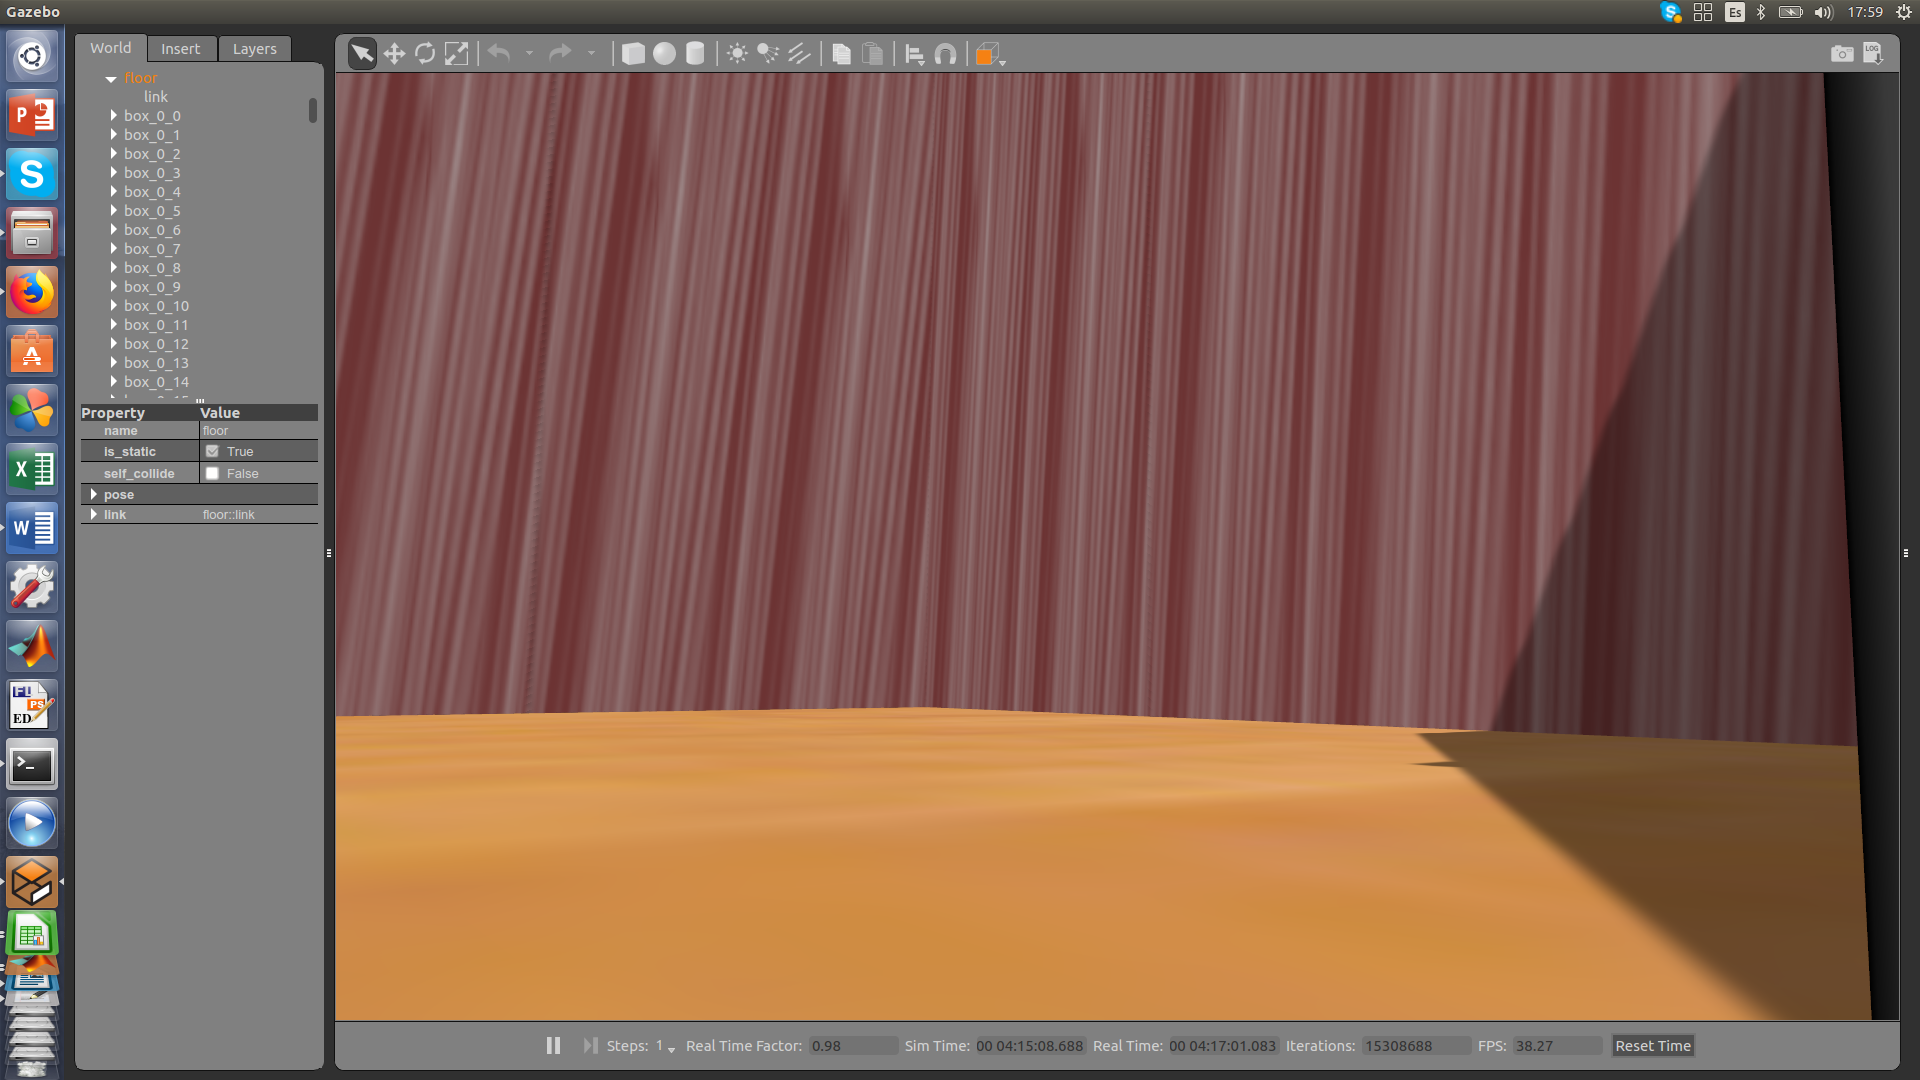 Gazebo
Es
17:59
World Insert Layers
floor
link
box_0_0
box_0_1
box_0_2
box_0_3
box_0_4
box_0_5
box_0_6
box_0_7
box_0_8
box_0_9
box_0_10
box_0_11
box_0_12
box_0_13
box_0_14
Property Value
name floor
is_static True
self_collide False
pose
link floor::link
LOG
Steps: 1 Real Time Factor: 0.98 Sim Time: 00 04:15:08.688 Real Time: 00 04:17:01.083 Iterations: 15308688 FPS: 38.27 Reset Time